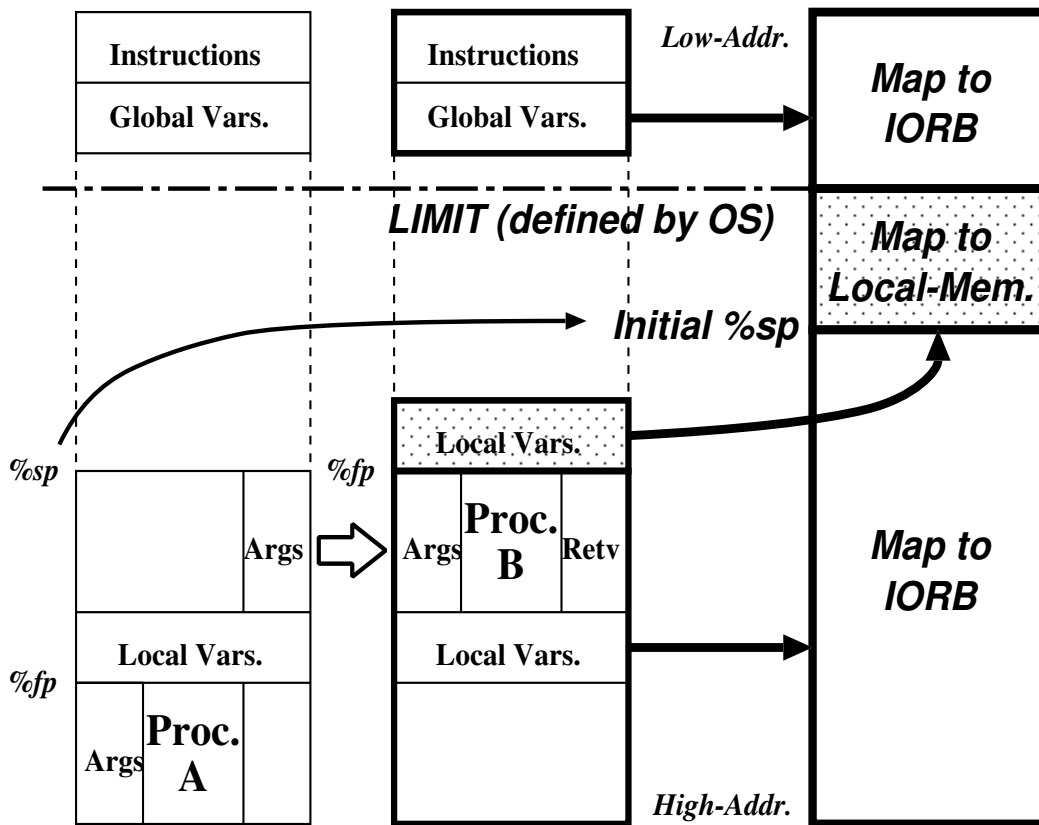 Instructions
Global Vars.
Instructions
Global Vars.
Low-Addr.
Map to
IORB
LIMIT (defined by OS)
Map to
Local-Mem.
Initial %sp
%sp
%fp
Local Vars.
Args
Args
Proc.
B
Retv
Map to
IORB
Local Vars.
Local Vars.
%fp
Args
Proc.
A
High-Addr.